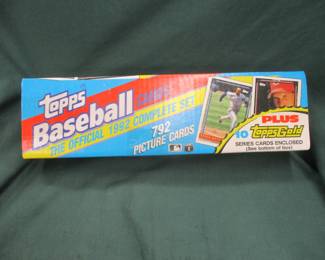 Topps
Baseball CARDS
THE OFFICIAL 1992 COMPLETE SET
792
PICTURE CARDS
PLUS
10 Topps Gold
SERIES CARDS ENCLOSED
(See bottom of box)